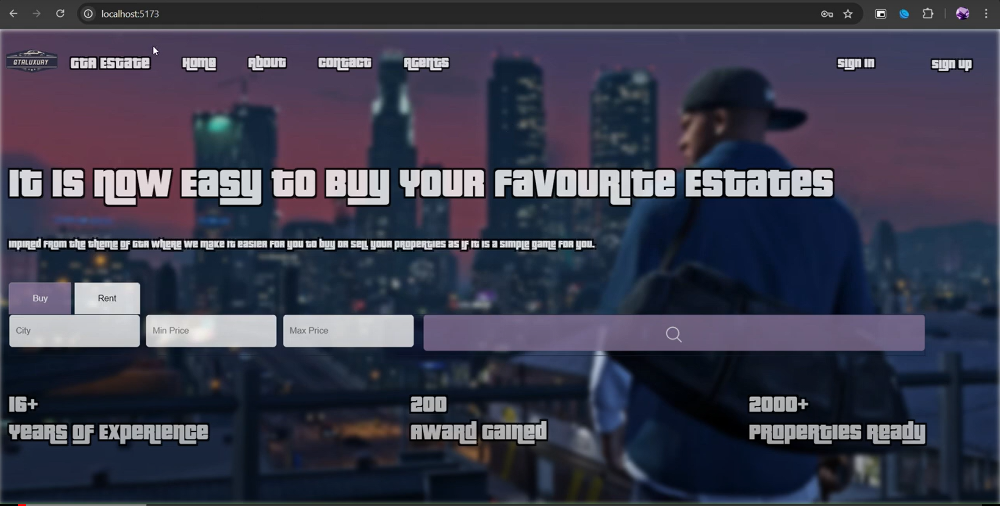 localhost:5173
GTALUXURY GTA Estate Home About Contact Agents Sign In Sign Up
It Is Now Easy to Buy Your Favourite Estates
Inpired from the theme of GTA where we make it easier for you to buy or sell your properties as if it is a simple game for you.
Buy Rent
City Min Price Max Price
16+ 200 2000+
Years of Experience Award Gained Properties Ready